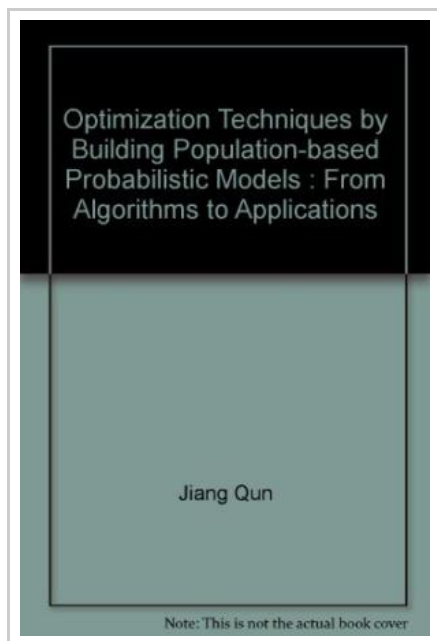 Optimization Techniques by
Building Population-based
Probabilistic Models : From
Algorithms to Applications
Jiang Qun
Note: This is not the actual book cover